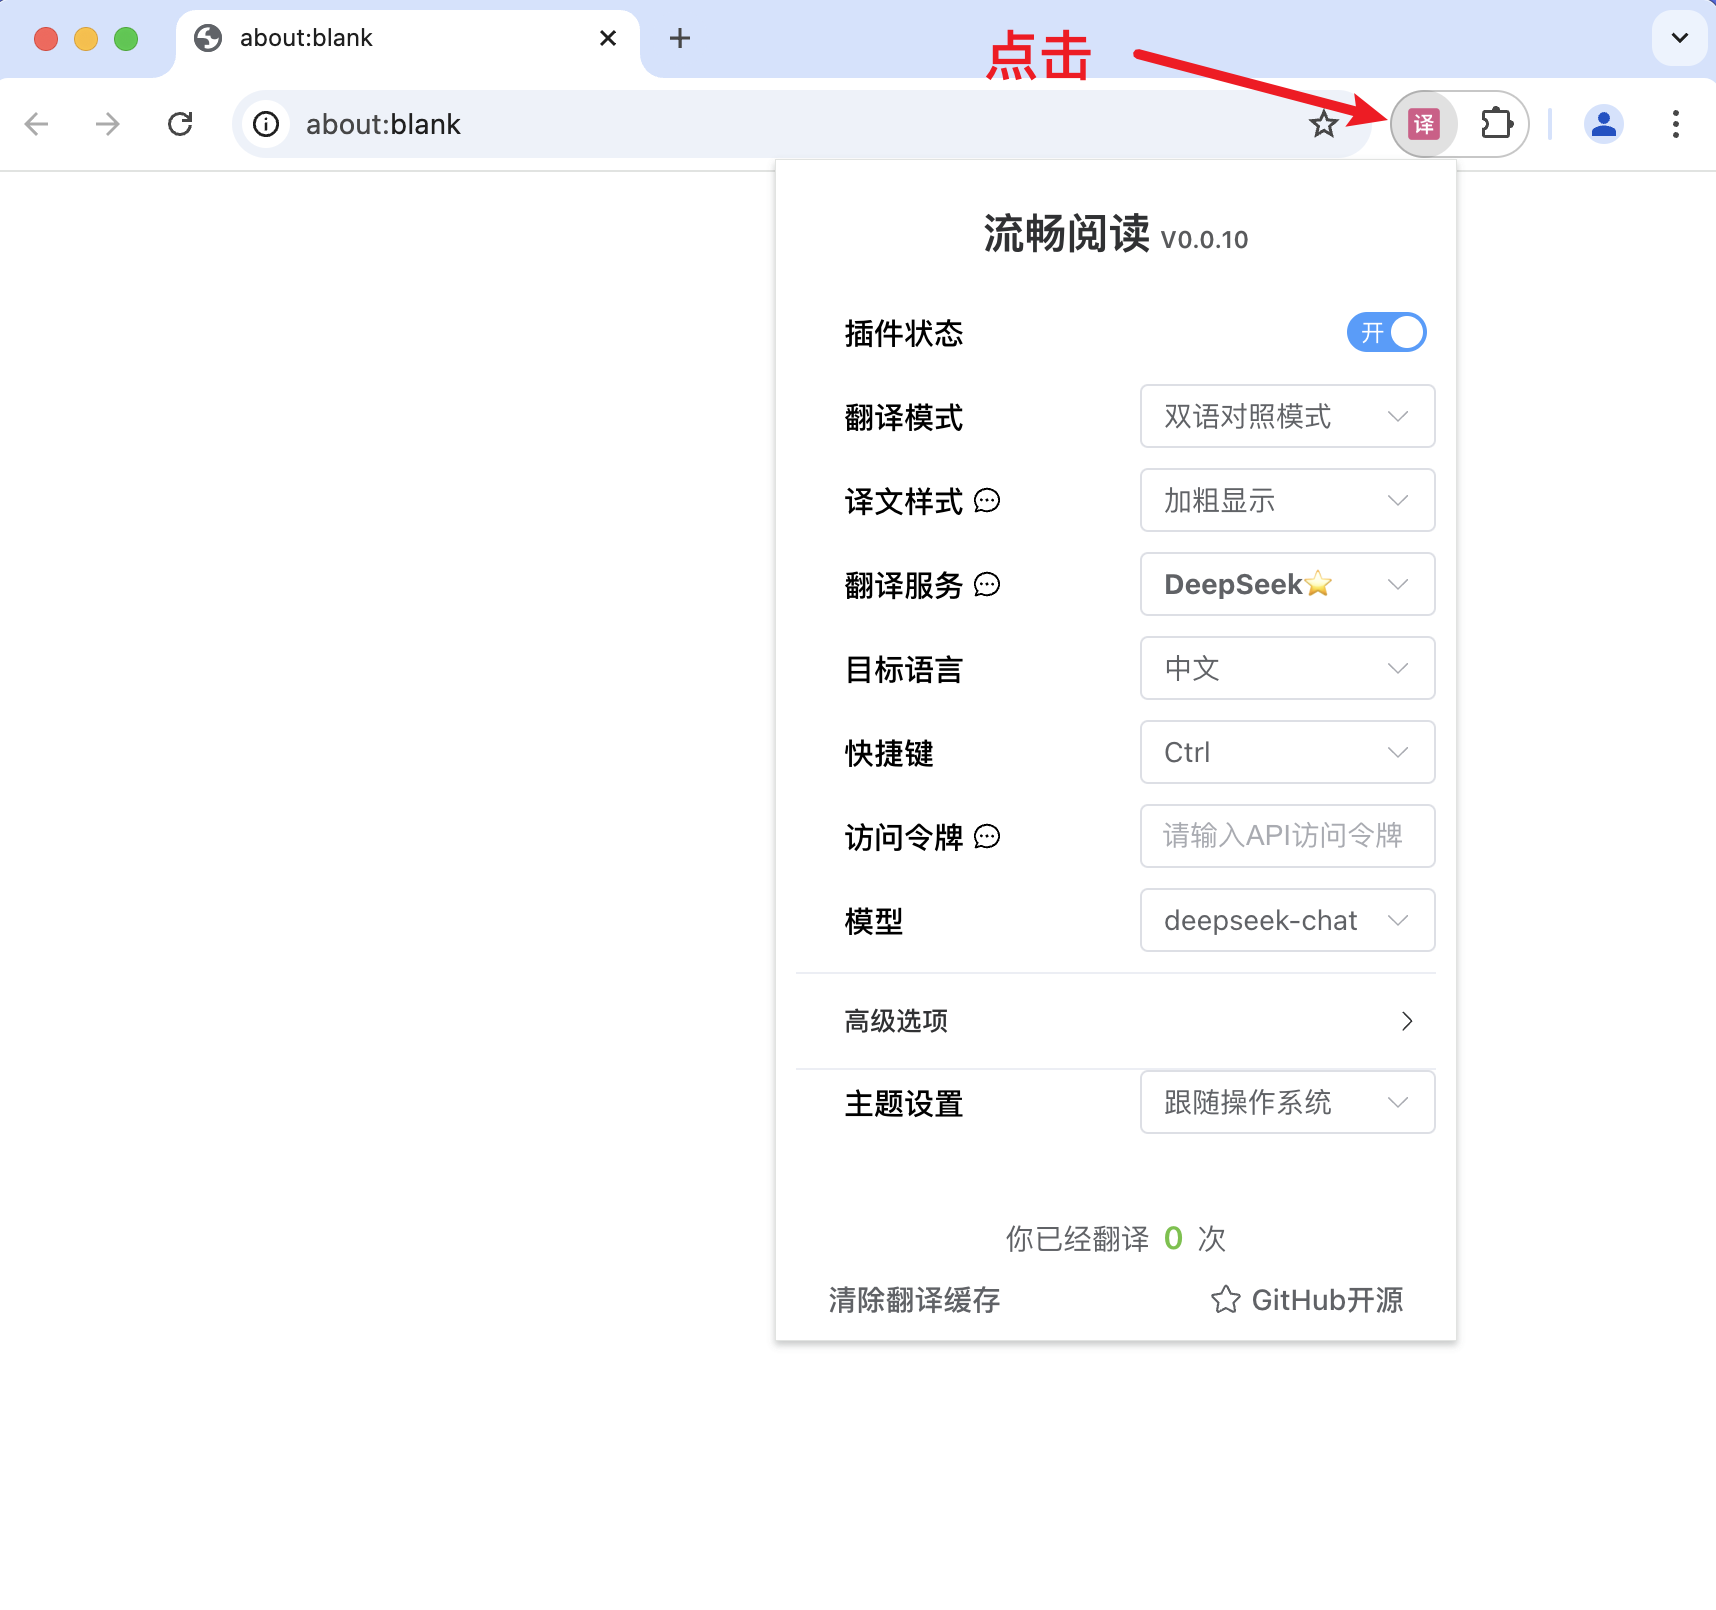 about:blank
点击
about:blank
译
流畅阅读 V0.0.10
插件状态 开
翻译模式 双语对照模式
译文样式 加粗显示
翻译服务 DeepSeek⭐
目标语言 中文
快捷键 Ctrl
访问令牌 请输入API访问令牌
模型 deepseek-chat
高级选项
主题设置 跟随操作系统
你已经翻译 0 次
清除翻译缓存 GitHub开源